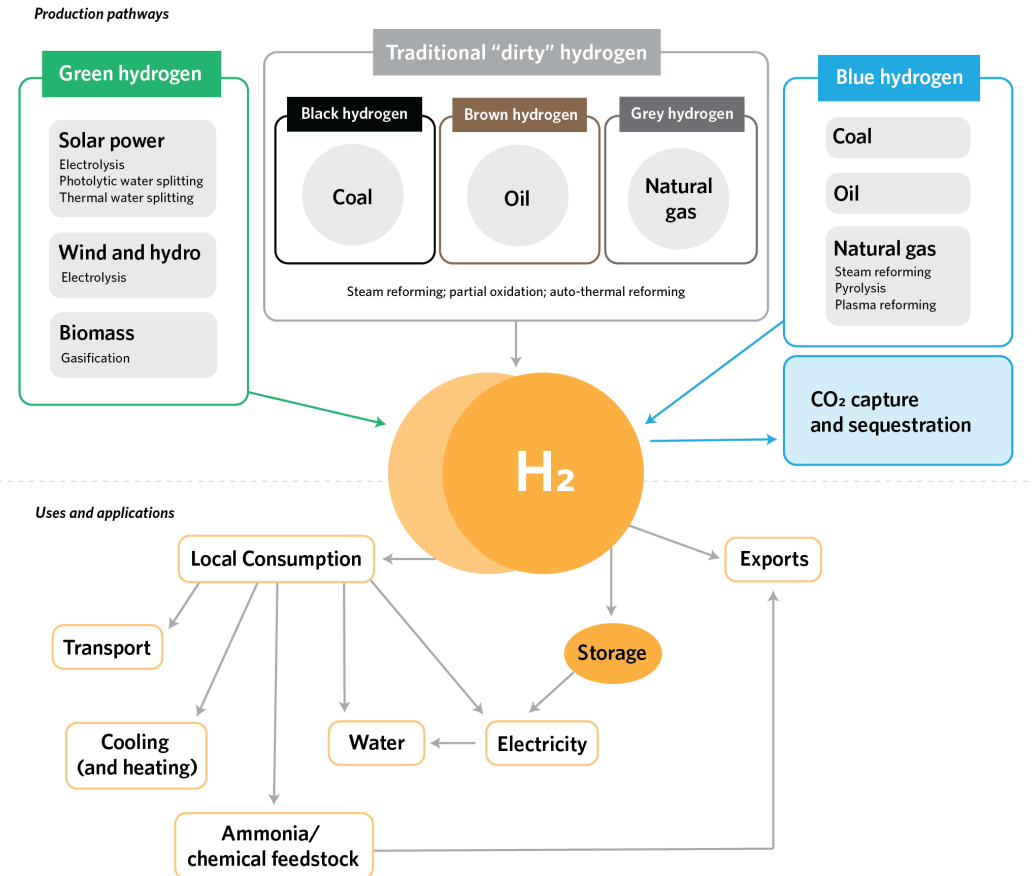 Production pathways
Green hydrogen
Solar power
Electrolysis
Photolytic water splitting
Thermal water splitting
Wind and hydro
Electrolysis
Biomass
Gasification
Traditional “dirty” hydrogen
Black hydrogen
Coal
Brown hydrogen
Oil
Grey hydrogen
Natural
gas
Steam reforming; partial oxidation; auto-thermal reforming
Blue hydrogen
Coal
Oil
Natural gas
Steam reforming
Pyrolysis
Plasma reforming
CO₂ capture
and sequestration
H₂
Uses and applications
Local Consumption
Exports
Transport
Storage
Cooling
(and heating)
Water
Electricity
Ammonia/
chemical feedstock